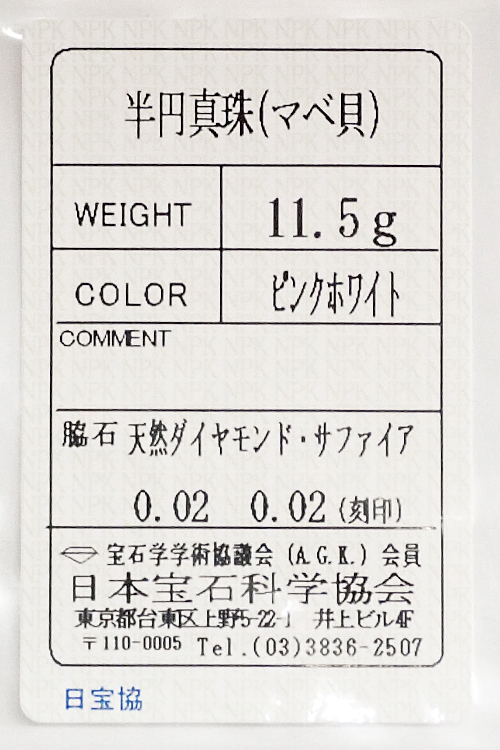 半円真珠(マベ貝)
WEIGHT 11.5g
COLOR ピンクホワイト
COMMENT
脇石 天然ダイヤモンド・サファイア
0.02 0.02(刻印)
宝石学学術協議会(A.G.K.)会員
日本宝石科学協会
東京都台東区上野5-22-1 井上ビル4F
〒110-0005 Tel.(03)3836-2507
日宝協